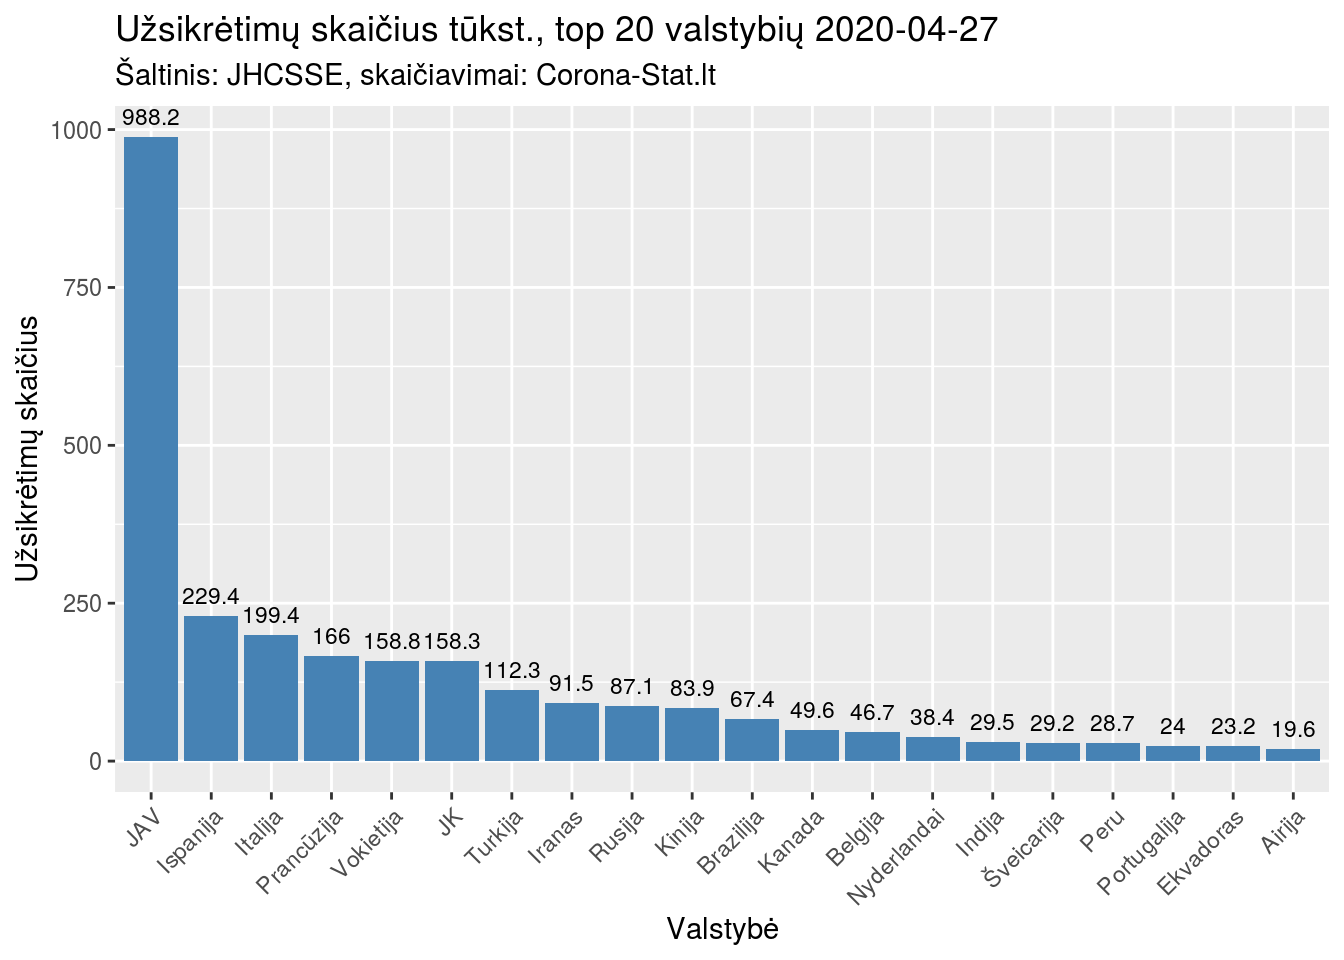 Užsikrėtimų skaičius tūkst., top 20 valstybių 2020-04-27
Šaltinis: JHCSSE, skaičiavimai: Corona-Stat.lt
Užsikrėtimų skaičius
1000
750
500
250
0
988.2
229.4
199.4
166
158.8
158.3
112.3
91.5
87.1
83.9
67.4
49.6
46.7
38.4
29.5
29.2
28.7
24
23.2
19.6
JAV
Ispanija
Italija
Prancūzija
Vokietija
JK
Turkija
Iranas
Rusija
Kinija
Brazilija
Kanada
Belgija
Nyderlandai
Indija
Šveicarija
Peru
Portugalija
Ekvadoras
Airija
Valstybė